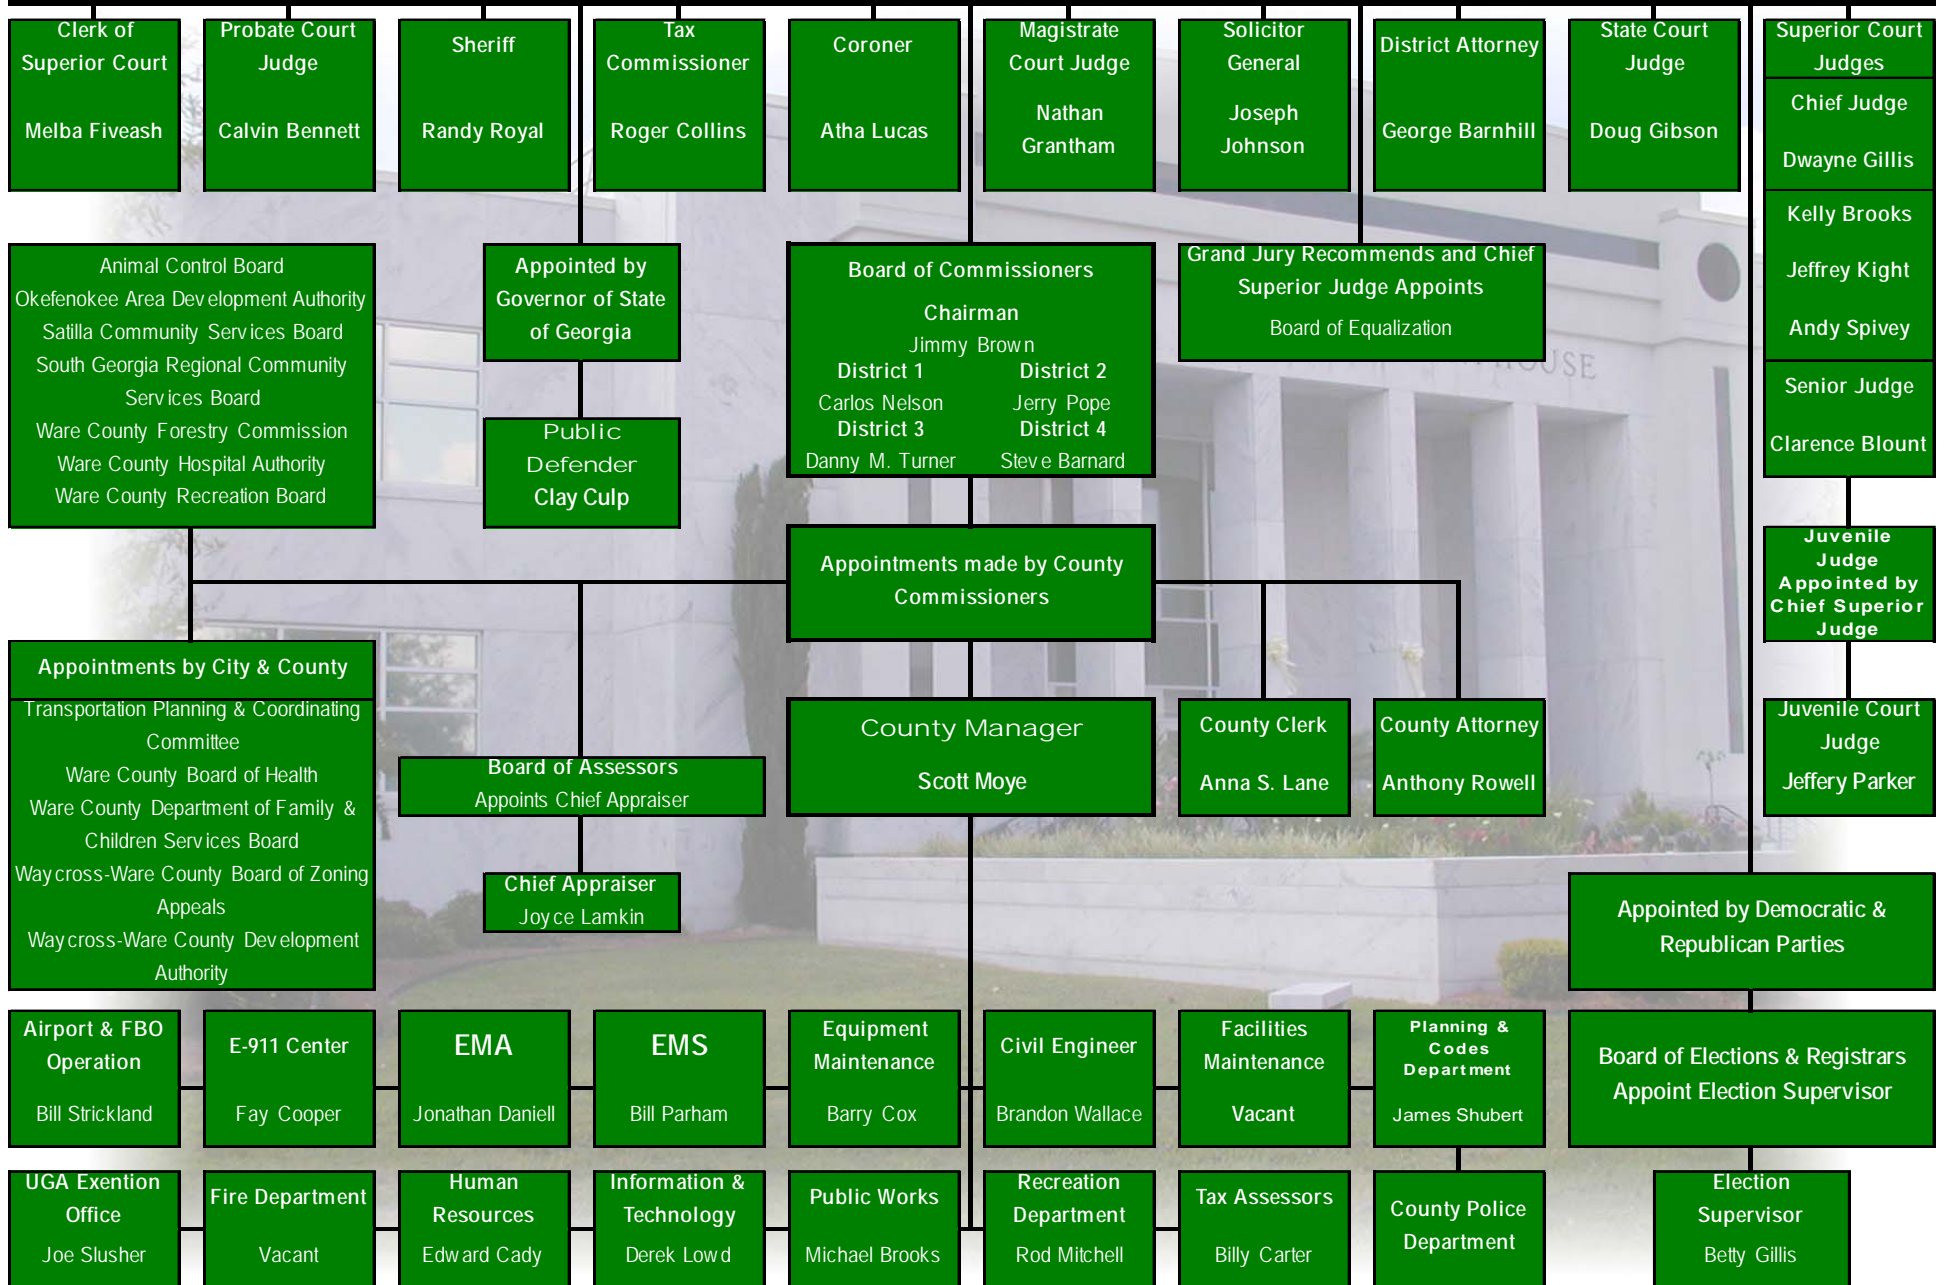 Clerk of
Superior Court
Melba Fiveash
Probate Court
Judge
Calvin Bennett
Sheriff
Randy Royal
Tax
Commissioner
Roger Collins
Coroner
Atha Lucas
Magistrate
Court Judge
Nathan
Grantham
Solicitor
General
Joseph
Johnson
District Attorney
George Barnhill
State Court
Judge
Doug Gibson
Superior Court
Judges
Chief Judge
Dwayne Gillis
Kelly Brooks
Jeffrey Kight
Andy Spivey
Senior Judge
Clarence Blount
Animal Control Board
Okefenokee Area Development Authority
Satilla Community Services Board
South Georgia Regional Community
Services Board
Ware County Forestry Commission
Ware County Hospital Authority
Ware County Recreation Board
Appointed by
Governor of State
of Georgia
Public
Defender
Clay Culp
Board of Commissioners
Chairman
Jimmy Brown
District 1 District 2
Carlos Nelson Jerry Pope
District 3 District 4
Danny M. Turner Steve Barnard
Grand Jury Recommends and Chief
Superior Judge Appoints
Board of Equalization
Appointments made by County
Commissioners
Juvenile
Judge
Appointed by
Chief Superior
Judge
Appointments by City & County
Transportation Planning & Coordinating
Committee
Ware County Board of Health
Ware County Department of Family &
Children Services Board
Waycross-Ware County Board of Zoning
Appeals
Waycross-Ware County Development
Authority
Board of Assessors
Appoints Chief Appraiser
Chief Appraiser
Joyce Lamkin
County Manager
Scott Moye
County Clerk
Anna S. Lane
County Attorney
Anthony Rowell
Juvenile Court
Judge
Jeffery Parker
Appointed by Democratic &
Republican Parties
Airport & FBO
Operation
Bill Strickland
E-911 Center
Fay Cooper
EMA
Jonathan Daniell
EMS
Bill Parham
Equipment
Maintenance
Barry Cox
Civil Engineer
Brandon Wallace
Facilities
Maintenance
Vacant
Planning &
Codes
Department
James Shubert
Board of Elections & Registrars
Appoint Election Supervisor
UGA Exention
Office
Joe Slusher
Fire Department
Vacant
Human
Resources
Edward Cady
Information &
Technology
Derek Lowd
Public Works
Michael Brooks
Recreation
Department
Rod Mitchell
Tax Assessors
Billy Carter
County Police
Department
Election
Supervisor
Betty Gillis